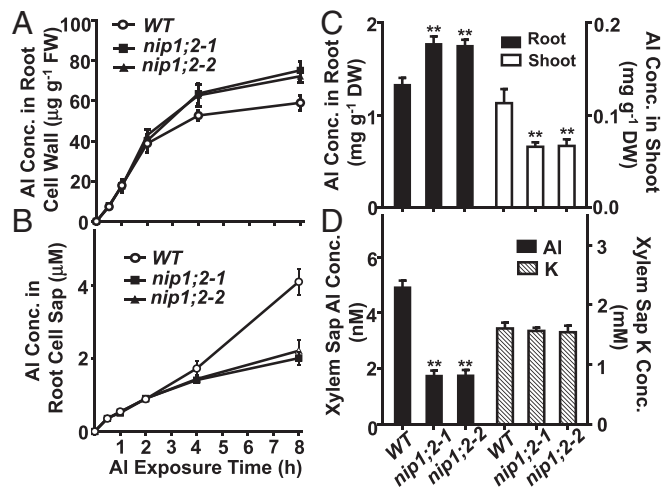 A
Al Conc. in Root
Cell Wall (μg g-1 FW)
100
80
60
40
20
0
WT
nip1;2-1
nip1;2-2
B
Al Conc. in
Root Cell Sap (μM)
4
2
0
WT
nip1;2-1
nip1;2-2
1 2 3 4 5 6 7 8
Al Exposure Time (h)
C
Al Conc. in Root
(mg g-1 DW)
2
1
0
** **
** **
Root
Shoot
0.2
0.1
0.0
Al Conc. in Shoot
(mg g-1 DW)
D
Xylem Sap Al Conc.
(nM)
6
4
2
0
** **
Al
K
3
2
1
0
Xylem Sap K Conc.
(mM)
WT nip1;2-1 nip1;2-2 WT nip1;2-1 nip1;2-2